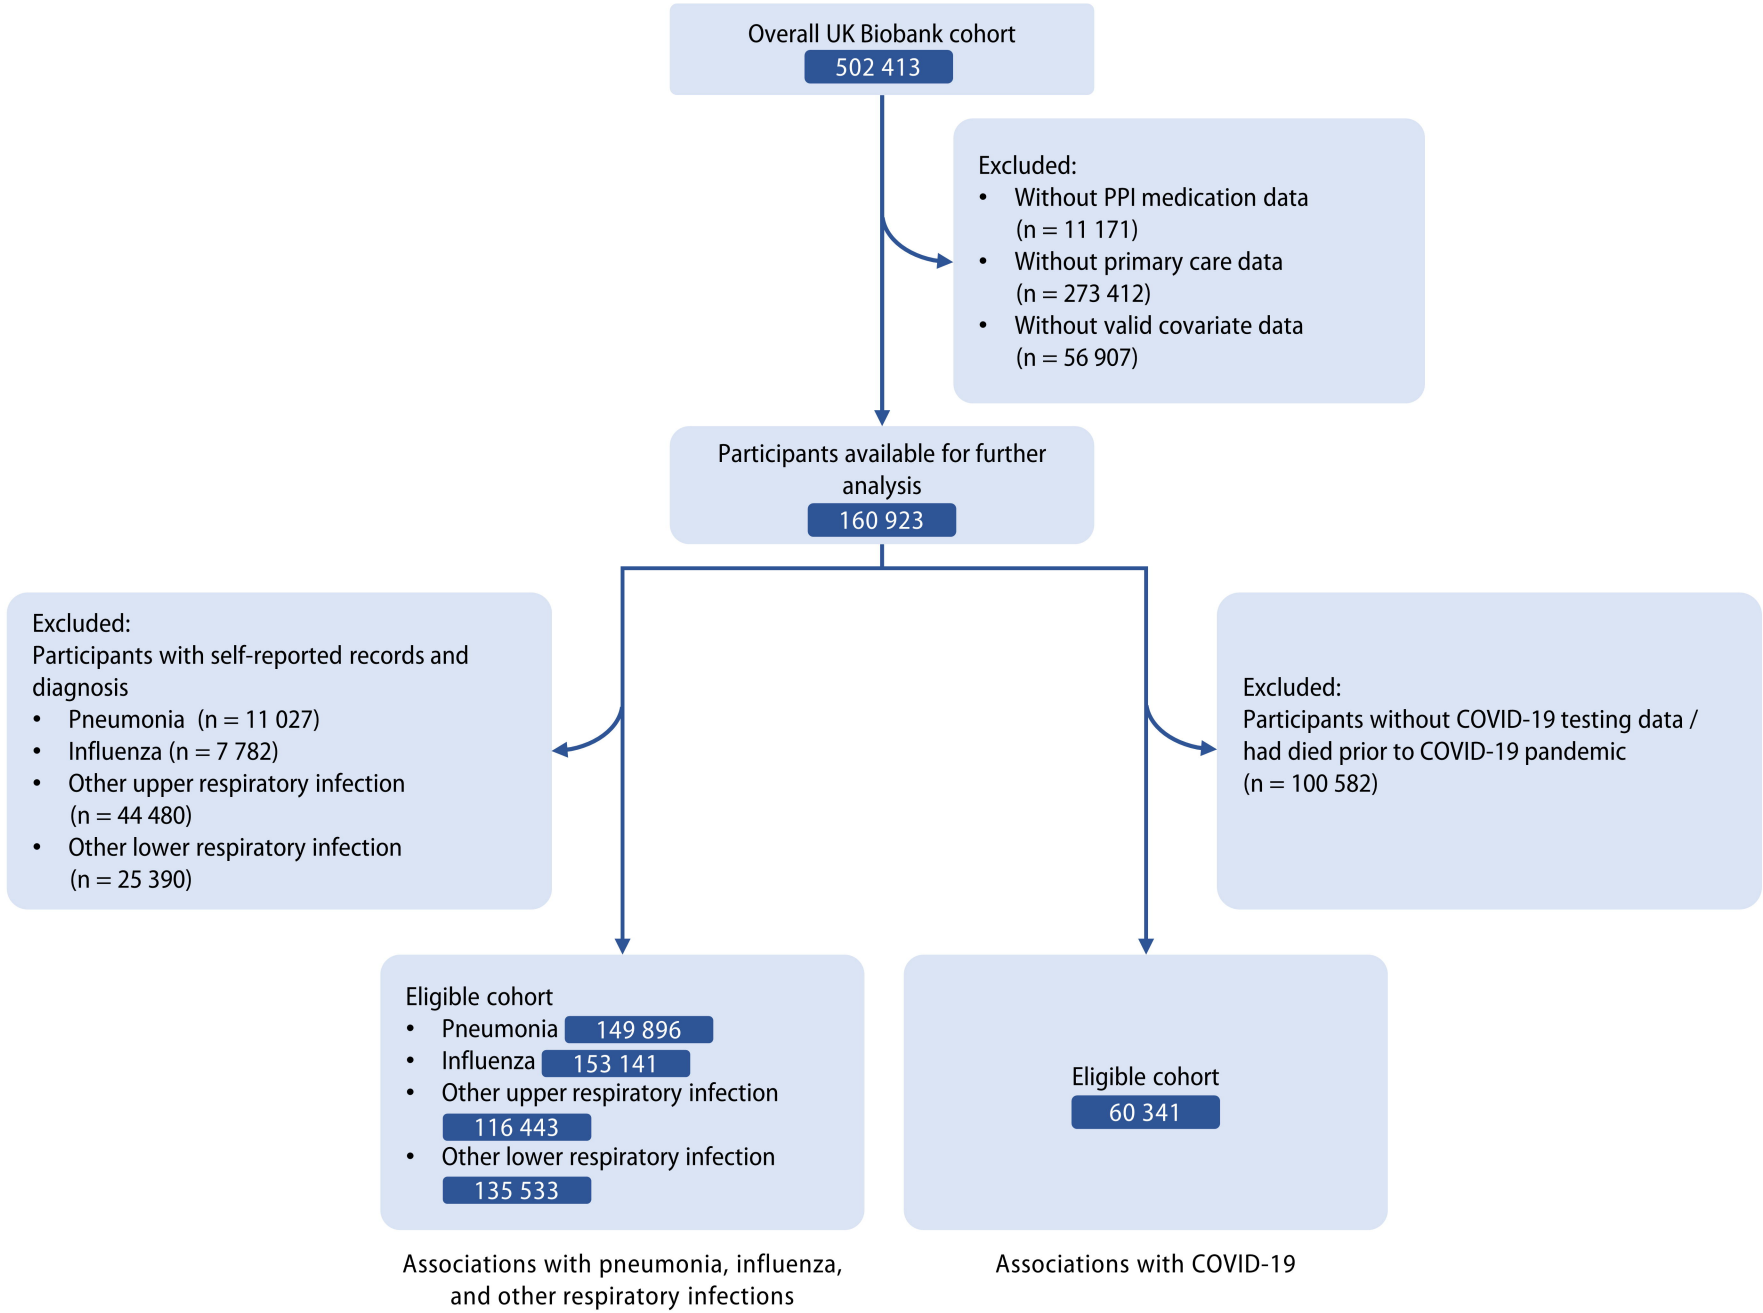 Overall UK Biobank cohort
502 413
Excluded:
• Without PPI medication data
(n = 11 171)
• Without primary care data
(n = 273 412)
• Without valid covariate data
(n = 56 907)
Participants available for further
analysis
160 923
Excluded:
Participants with self-reported records and
diagnosis
• Pneumonia (n = 11 027)
• Influenza (n = 7 782)
• Other upper respiratory infection
(n = 44 480)
• Other lower respiratory infection
(n = 25 390)
Excluded:
Participants without COVID-19 testing data /
had died prior to COVID-19 pandemic
(n = 100 582)
Eligible cohort
• Pneumonia 149 896
• Influenza 153 141
• Other upper respiratory infection
116 443
• Other lower respiratory infection
135 533
Eligible cohort
60 341
Associations with pneumonia, influenza,
and other respiratory infections
Associations with COVID-19